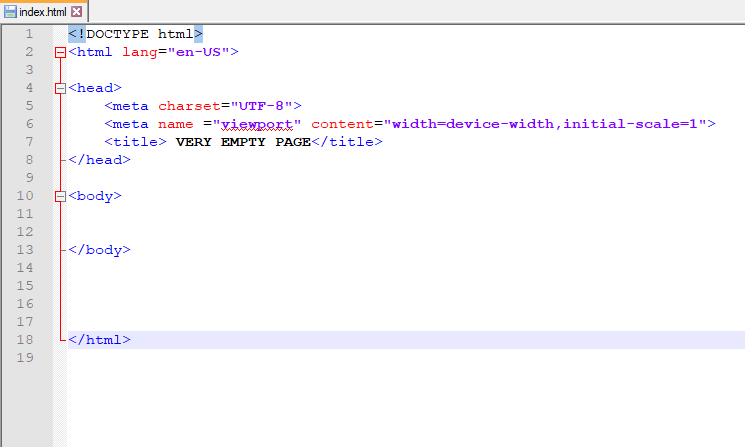 index.html
1 <!DOCTYPE html>
2 <html lang="en-US">
3
4 <head>
5 <meta charset="UTF-8">
6 <meta name ="viewport" content="width=device-width,initial-scale=1">
7 <title> VERY EMPTY PAGE</title>
8 </head>
9
10 <body>
11
12
13 </body>
14
15
16
17
18 </html>
19